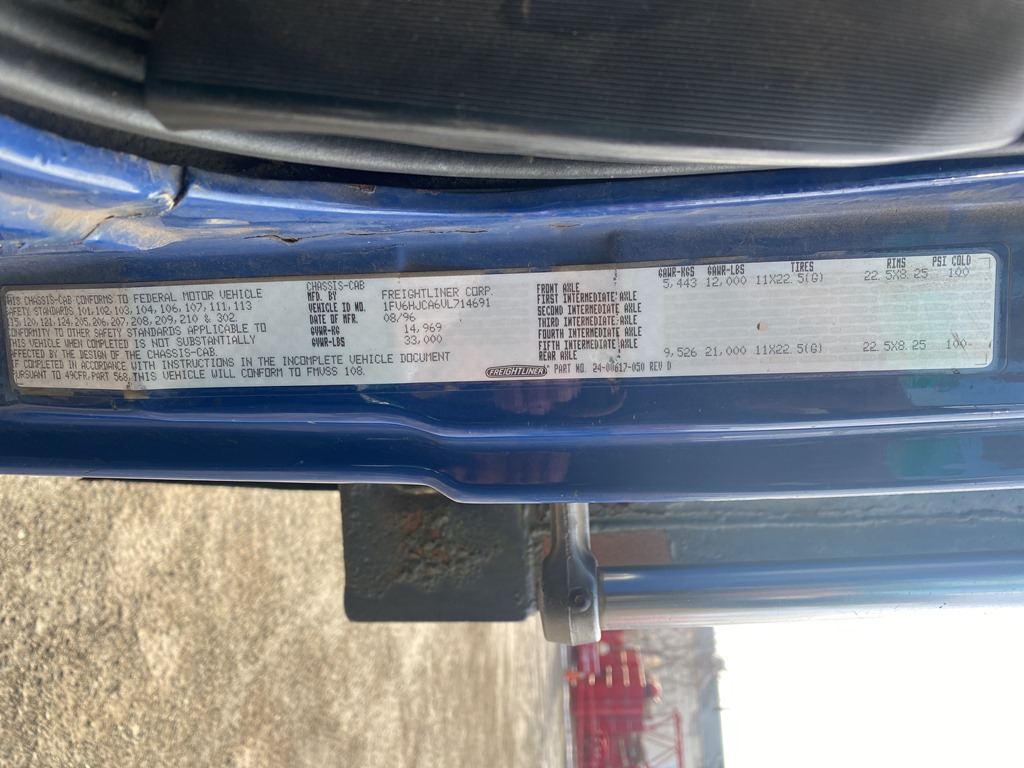 THIS CHASSIS-CAB CONFORMS TO FEDERAL MOTOR VEHICLE
SAFETY STANDARDS 101, 102, 103, 104, 106, 107, 111, 113
115, 120, 121, 124, 205, 206, 207, 208, 209, 210 & 302.
CONFORMITY TO OTHER SAFETY STANDARDS APPLICABLE TO
THIS VEHICLE WHEN COMPLETED IS NOT SUBSTANTIALLY
AFFECTED BY THE DESIGN OF THE CHASSIS-CAB.
IF COMPLETED IN ACCORDANCE WITH INSTRUCTIONS IN THE INCOMPLETE VEHICLE DOCUMENT
PURSUANT TO 49CFR, PART 568, THIS VEHICLE WILL CONFORM TO FMVSS 108.
CHASSIS-CAB
MFD. BY FREIGHTLINER CORP.
VEHICLE ID NO. 1FV6HJCA6VL714691
DATE OF MFR. 08/96
GVWR-KG 14,969
GVWR-LBS 33,000
GAWR-KGS GAWR-LBS TIRES RIMS PSI COLD
FRONT AXLE 5,443 12,000 11X22.5(G) 22.5X8.25 100
FIRST INTERMEDIATE AXLE
SECOND INTERMEDIATE AXLE
THIRD INTERMEDIATE AXLE
FOURTH INTERMEDIATE AXLE
FIFTH INTERMEDIATE AXLE
REAR AXLE 9,526 21,000 11X22.5(G) 22.5X8.25 100
FREIGHTLINER PART NO. 24-00617-050 REV D